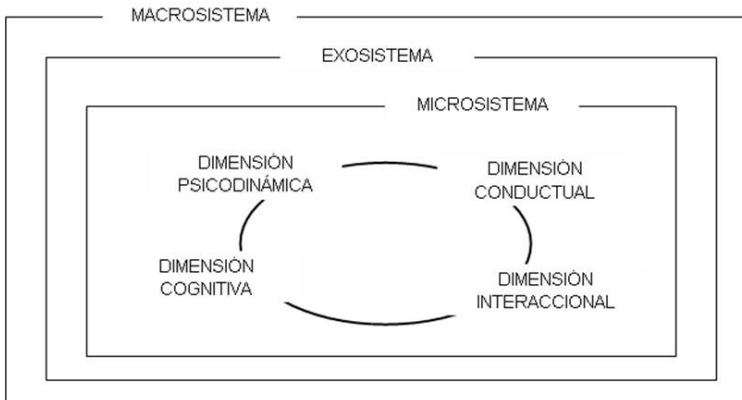 MACROSISTEMA
EXOSISTEMA
MICROSISTEMA
DIMENSIÓN
PSICODINÁMICA
DIMENSIÓN
CONDUCTUAL
DIMENSIÓN
COGNITIVA
DIMENSIÓN
INTERACCIONAL